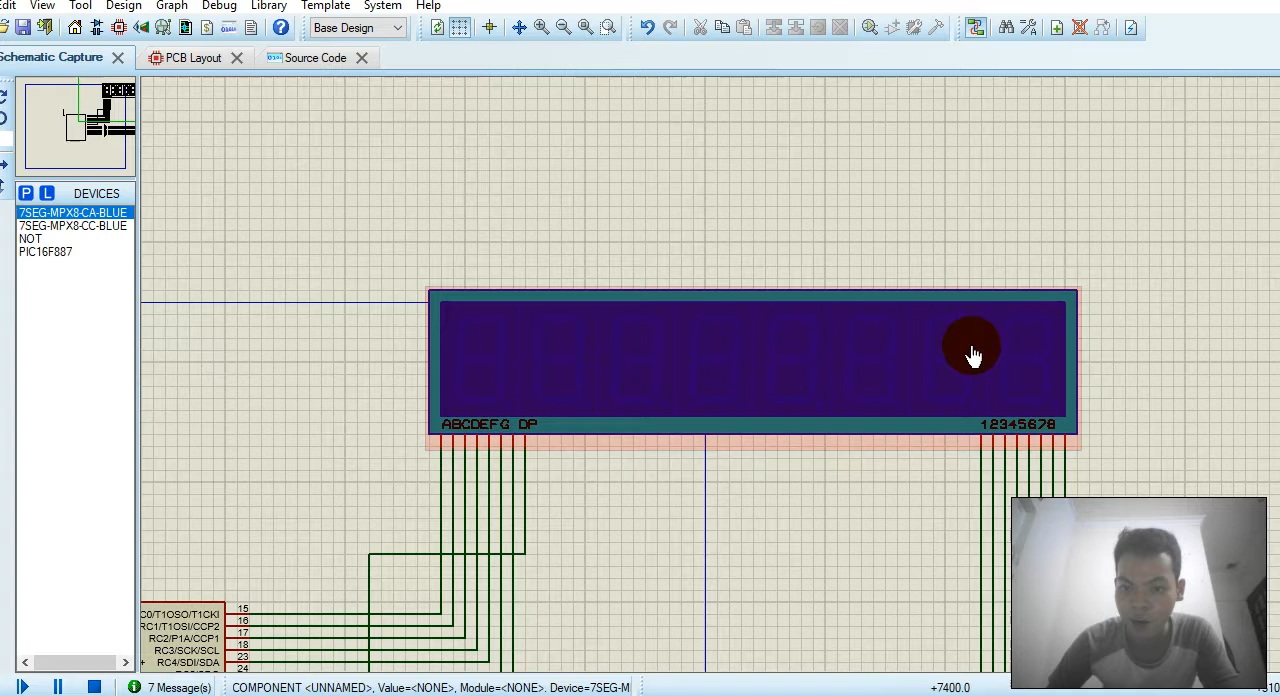 Edit View Tool Design Graph Debug Library Template System Help
Base Design
Schematic Capture PCB Layout Source Code
P L DEVICES
7SEG-MPX8-CA-BLUE
7SEG-MPX8-CC-BLUE
NOT
PIC16F887
ABCDEFG DP 12345678
C0/T1OSO/T1CKI 15
RC1/T1OSI/CCP2 16
RC2/P1A/CCP1 17
RC3/SCK/SCL 18
RC4/SDI/SDA 23
24
7 Message(s) COMPONENT <UNNAMED>, Value=<NONE>, Module=<NONE>. Device=7SEG-M +7400.0